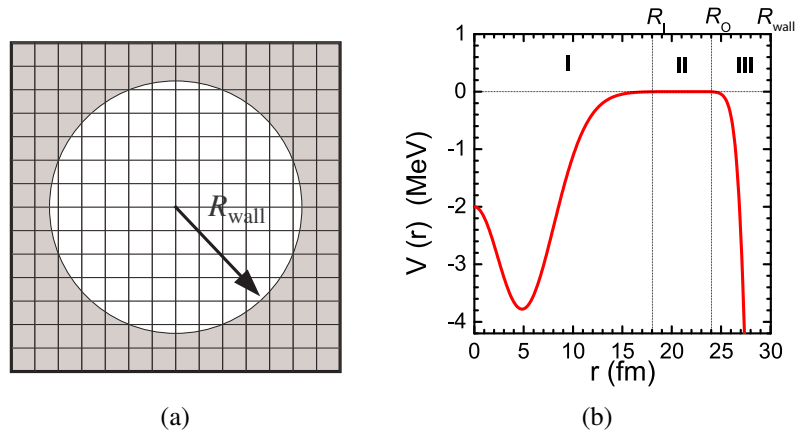 R_wall
(a)
R_I R_O R_wall
I II III
1
0
-1
-2
-3
-4
V (r) (MeV)
0 5 10 15 20 25 30
r (fm)
(b)